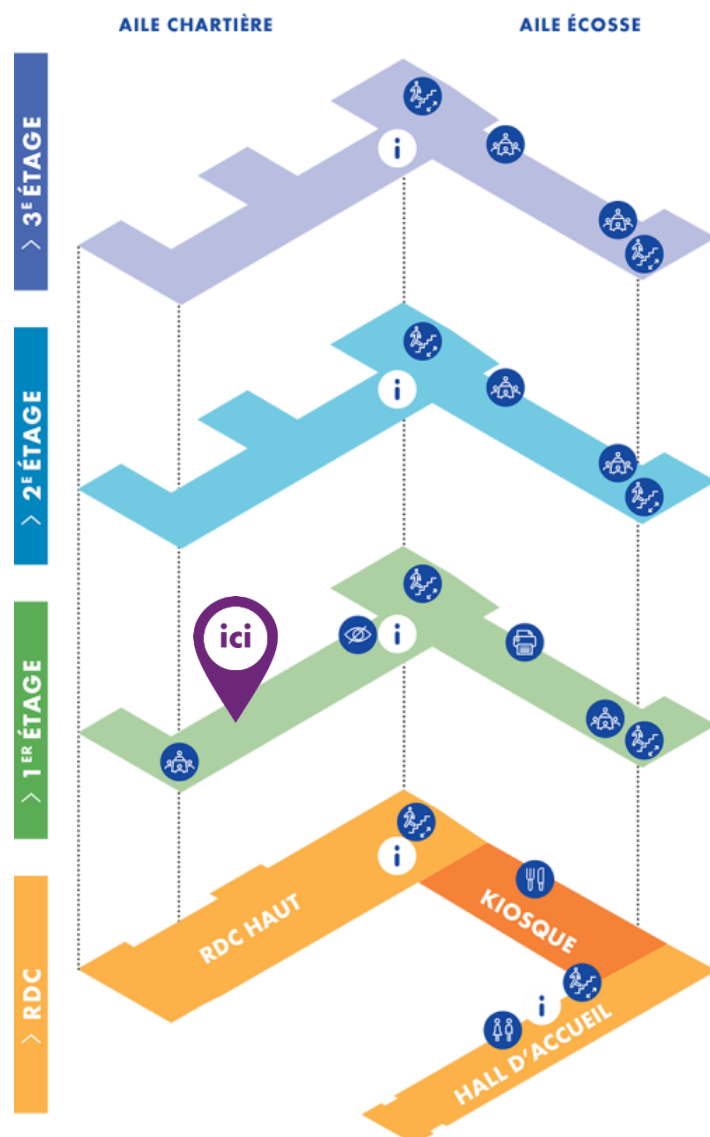 AILE CHARTIÈRE
AILE ÉCOSSE
> 3E ÉTAGE
i
> 2E ÉTAGE
i
> 1ER ÉTAGE
ici
i
> RDC
i
RDC HAUT
KIOSQUE
i
HALL D'ACCUEIL